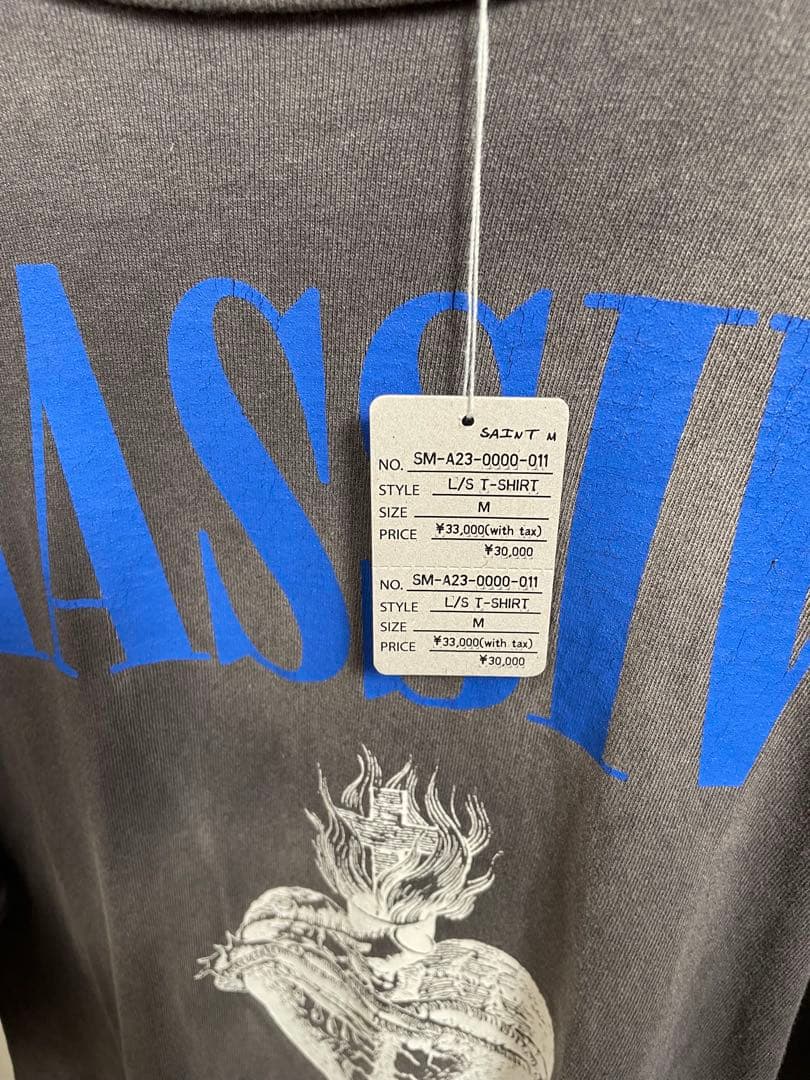 ASSIV
SAINT M
NO. SM-A23-0000-011
STYLE L/S T-SHIRT
SIZE M
PRICE ¥33,000(with tax)
¥30,000
NO. SM-A23-0000-011
STYLE L/S T-SHIRT
SIZE M
PRICE ¥33,000(with tax)
¥30,000